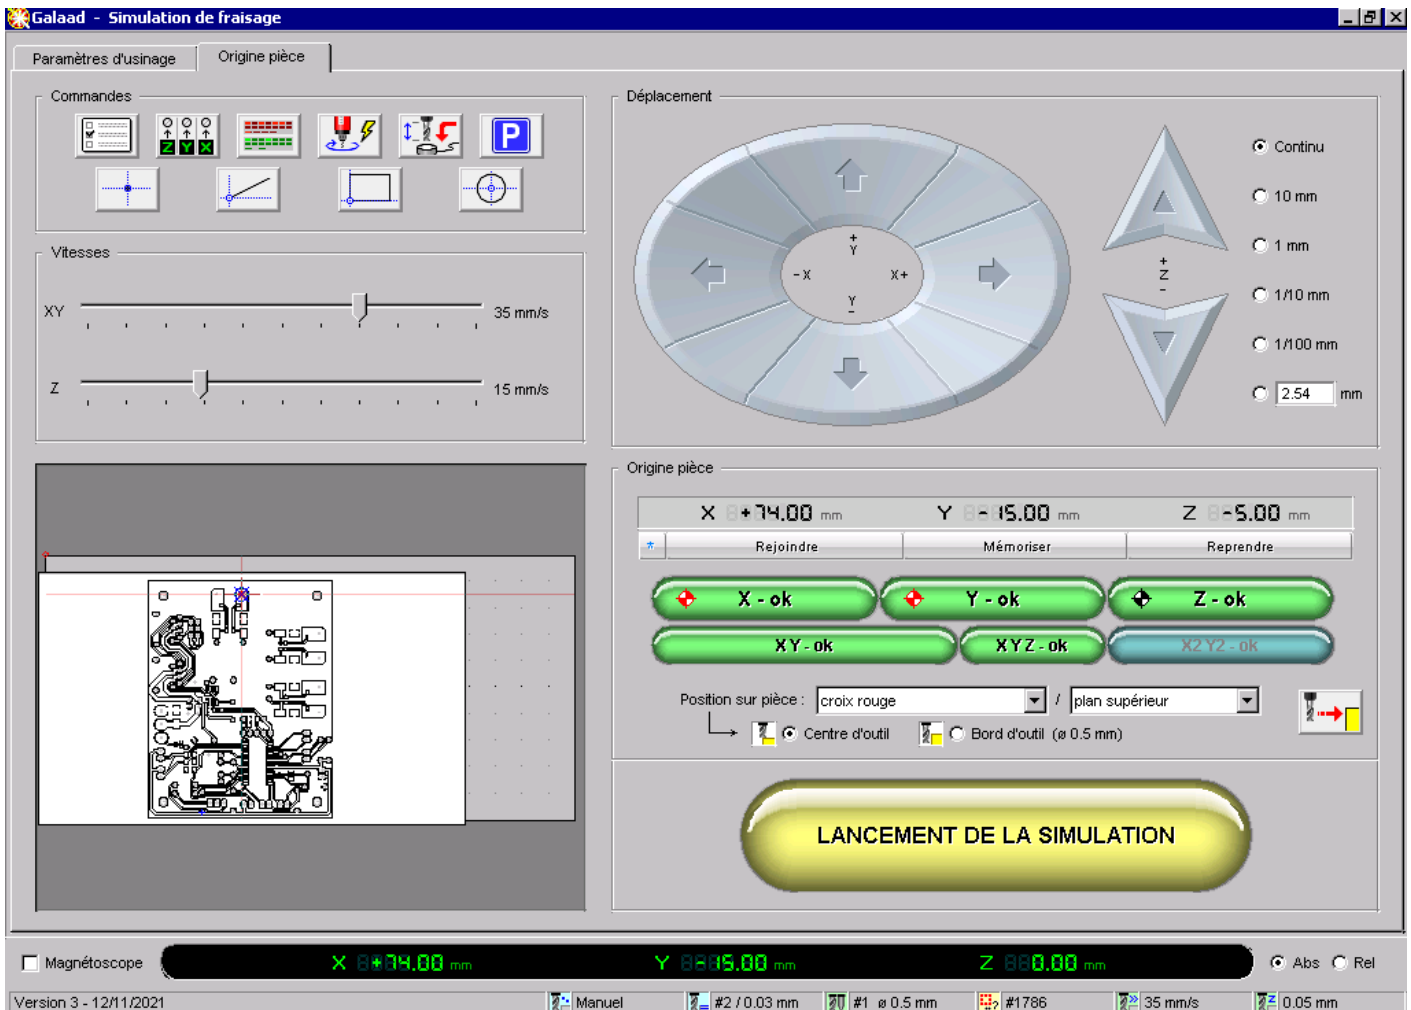 Galaad - Simulation de fraisage
Paramètres d'usinage
Origine pièce
Commandes
Z Y X
P
Vitesses
XY
35 mm/s
Z
15 mm/s
Déplacement
+
Y
- X
X +
Y
-
+
Z
-
Continu
10 mm
1 mm
1/10 mm
1/100 mm
2.54 mm
Origine pièce
X +74.00 mm Y -15.00 mm Z -5.00 mm
* Rejoindre Mémoriser Reprendre
X - ok Y - ok Z - ok
X Y - ok X Y Z - ok X2 Y2 - ok
Position sur pièce : croix rouge / plan supérieur
Centre d'outil Bord d'outil (ø 0.5 mm)
LANCEMENT DE LA SIMULATION
Magnétoscope X +74.00 mm Y -15.00 mm Z 0.00 mm Abs Rel
Version 3 - 12/11/2021 Manuel #2 / 0.03 mm #1 ø 0.5 mm #1786 35 mm/s 0.05 mm